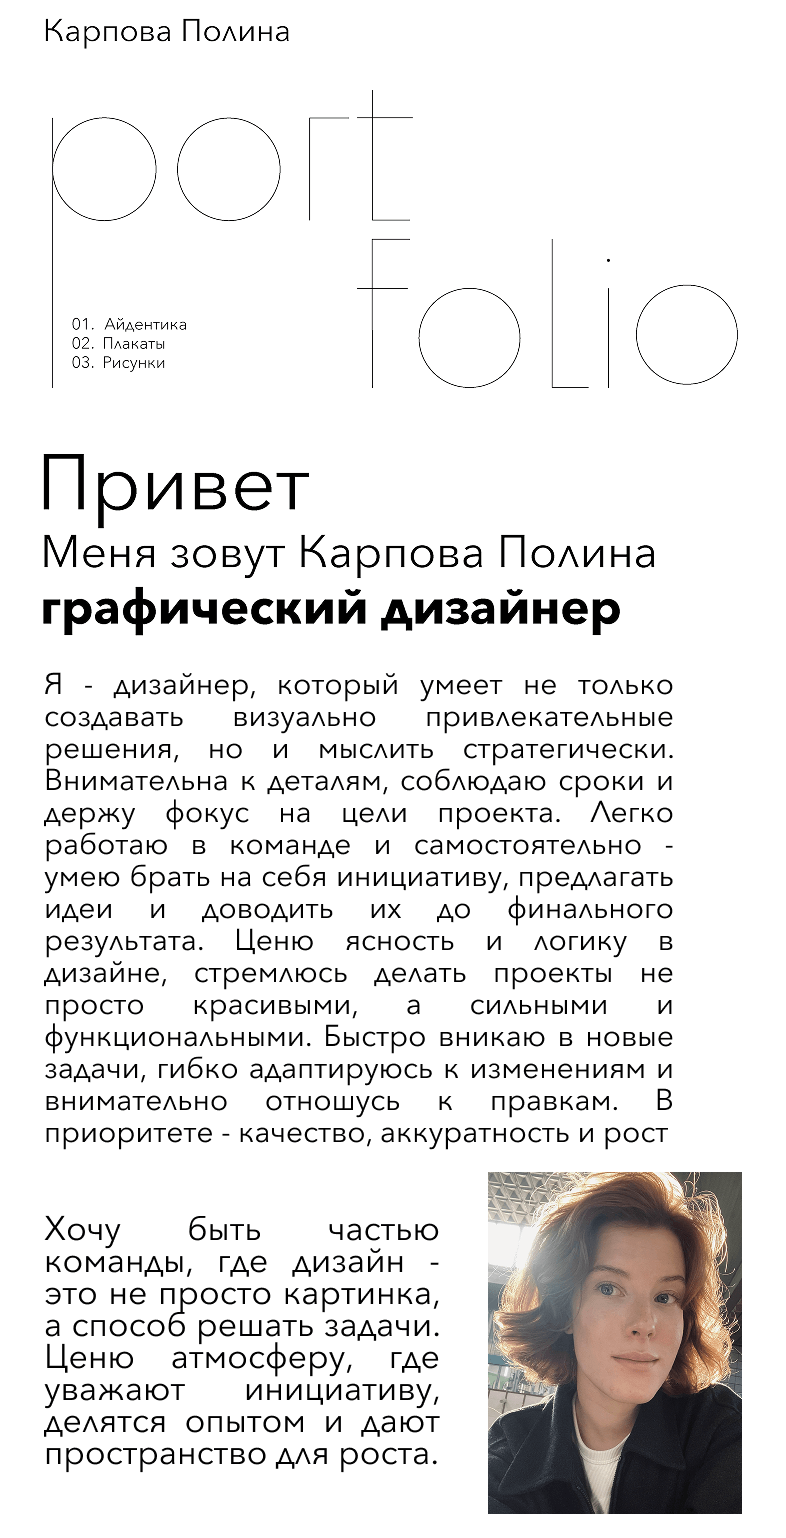 Карпова Полина
port
folio
01. Айдентика
02. Плакаты
03. Рисунки
Привет
Меня зовут Карпова Полина
графический дизайнер
Я - дизайнер, который умеет не только
создавать визуально привлекательные
решения, но и мыслить стратегически.
Внимательна к деталям, соблюдаю сроки и
держу фокус на цели проекта. Легко
работаю в команде и самостоятельно -
умею брать на себя инициативу, предлагать
идеи и доводить их до финального
результата. Ценю ясность и логику в
дизайне, стремлюсь делать проекты не
просто красивыми, а сильными и
функциональными. Быстро вникаю в новые
задачи, гибко адаптируюсь к изменениям и
внимательно отношусь к правкам. В
приоритете - качество, аккуратность и рост
Хочу быть частью
команды, где дизайн -
это не просто картинка,
а способ решать задачи.
Ценю атмосферу, где
уважают инициативу,
делятся опытом и дают
пространство для роста.